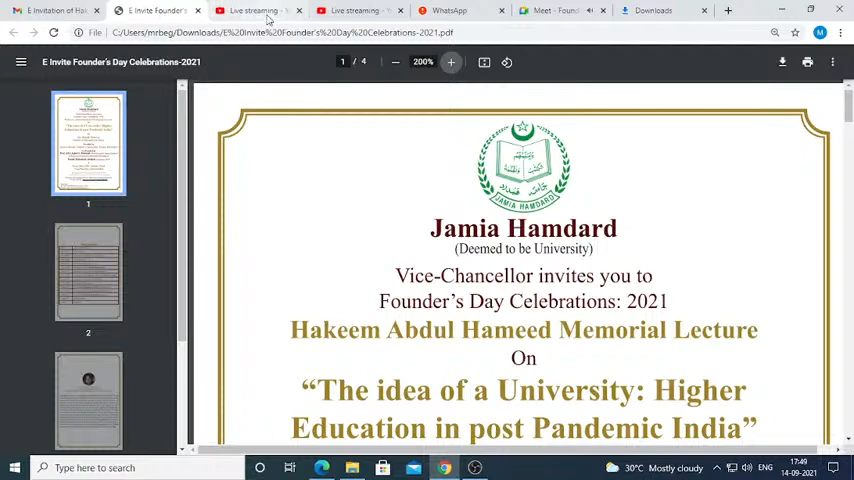 E Invitation of Ha
E Invite Founder's
Live streaming - Y
Live streaming - Y
WhatsApp
Meet - Found
Downloads
File
C:/Users/mrbeg/Downloads/E%20Invite%20Founder's%20Day%20Celebrations-2021.pdf
M
E Invite Founder's Day Celebrations-2021
1 / 4
200%
JAMIA HAMDARD
Jamia Hamdard
(Deemed to be University)
Vice-Chancellor invites you to
Founder's Day Celebrations: 2021
Hakeem Abdul Hameed Memorial Lecture
On
“The idea of a University: Higher
Education in post Pandemic India”
1
2
Type here to search
30°C Mostly cloudy
ENG
17:49
14-09-2021